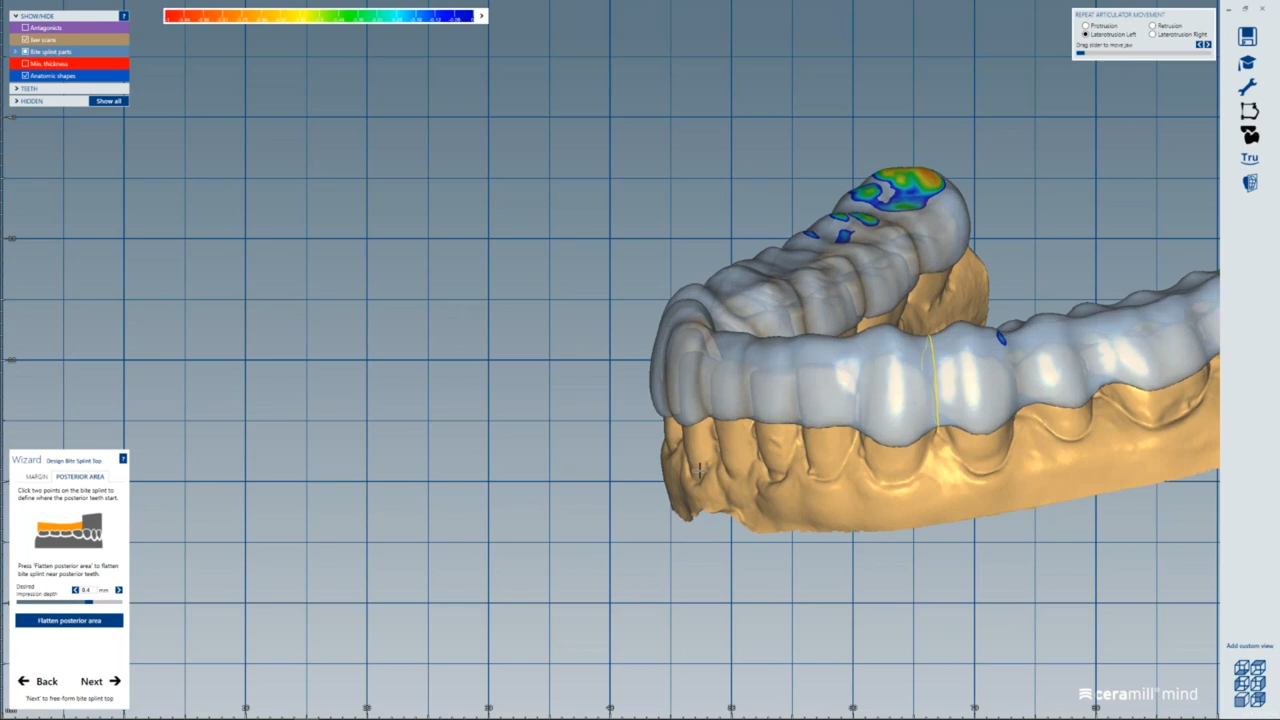 SHOW/HIDE
?
Antagonists
Jaw scans
Bite splint parts
Min. thickness
Anatomic shapes
TEETH
HIDDEN
Show all
REPEAT ARTICULATOR MOVEMENT
Protrusion
Retrusion
Laterotrusion Left
Laterotrusion Right
Drag slider to move jaw
Tru
Wizard
Design Bite Splint Top
?
MARGIN
POSTERIOR AREA
Click two points on the bite splint to
define where the posterior teeth start.
Press 'Flatten posterior area' to flatten
bite splint near posterior teeth.
Desired
impression depth
0.4 mm
Flatten posterior area
Back
Next
'Next' to free-form bite splint top
Add custom view
ceramill® mind